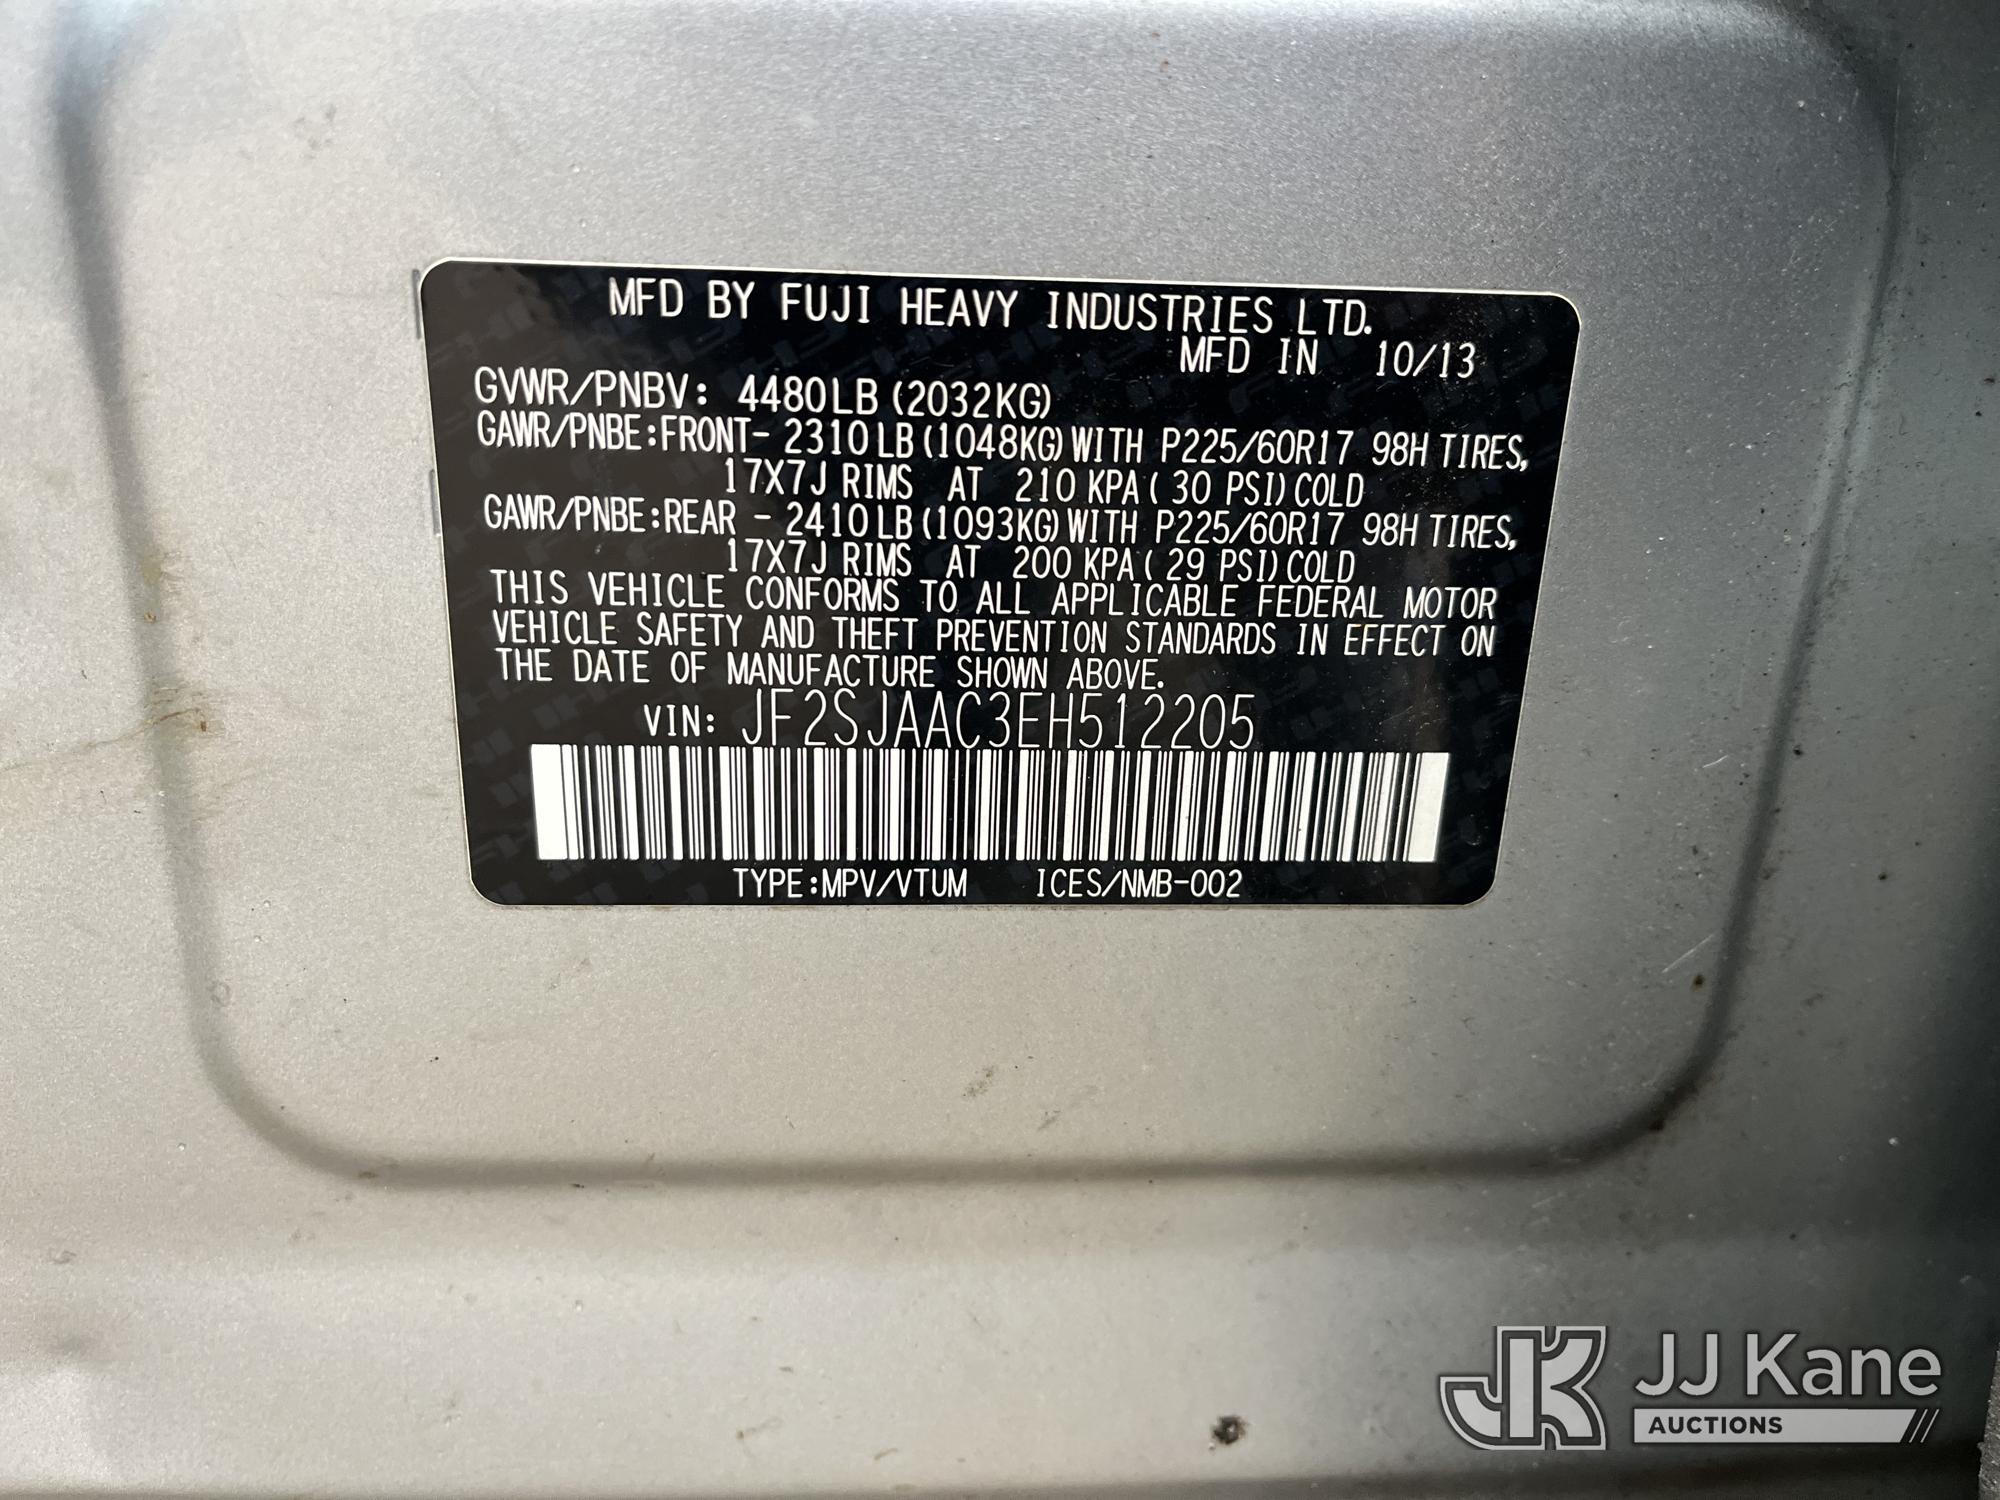 MFD BY FUJI HEAVY INDUSTRIES LTD.
MFD IN 10/13
GVWR/PNBV: 4480LB (2032KG)
GAWR/PNBE:FRONT- 2310LB(1048KG)WITH P225/60R17 98H TIRES,
17X7J RIMS AT 210 KPA( 30 PSI)COLD
GAWR/PNBE:REAR - 2410LB(1093KG)WITH P225/60R17 98H TIRES,
17X7J RIMS AT 200 KPA( 29 PSI)COLD
THIS VEHICLE CONFORMS TO ALL APPLICABLE FEDERAL MOTOR
VEHICLE SAFETY AND THEFT PREVENTION STANDARDS IN EFFECT ON
THE DATE OF MANUFACTURE SHOWN ABOVE.
VIN: JF2SJAAC3EH512205
TYPE:MPV/VTUM ICES/NMB-002
JK JJ Kane
AUCTIONS